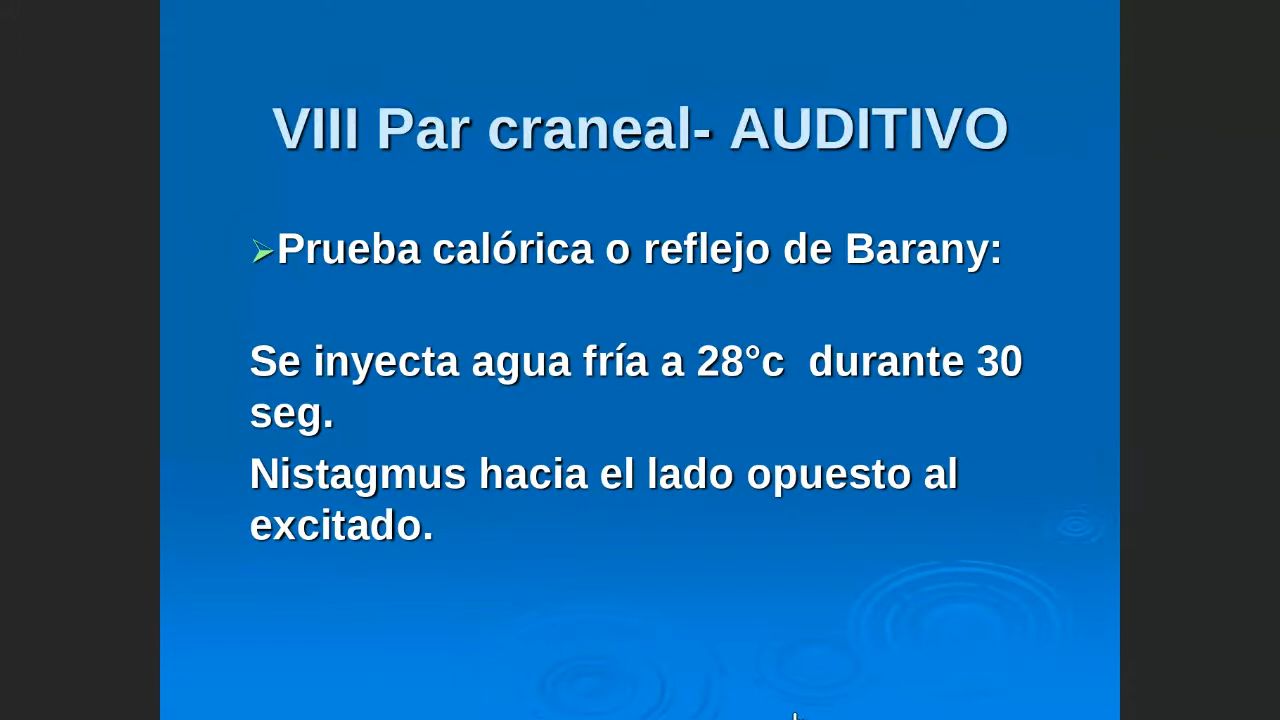 VIII Par craneal- AUDITIVO
Prueba calórica o reflejo de Barany:
Se inyecta agua fría a 28°c  durante 30
seg.
Nistagmus hacia el lado opuesto al
excitado.